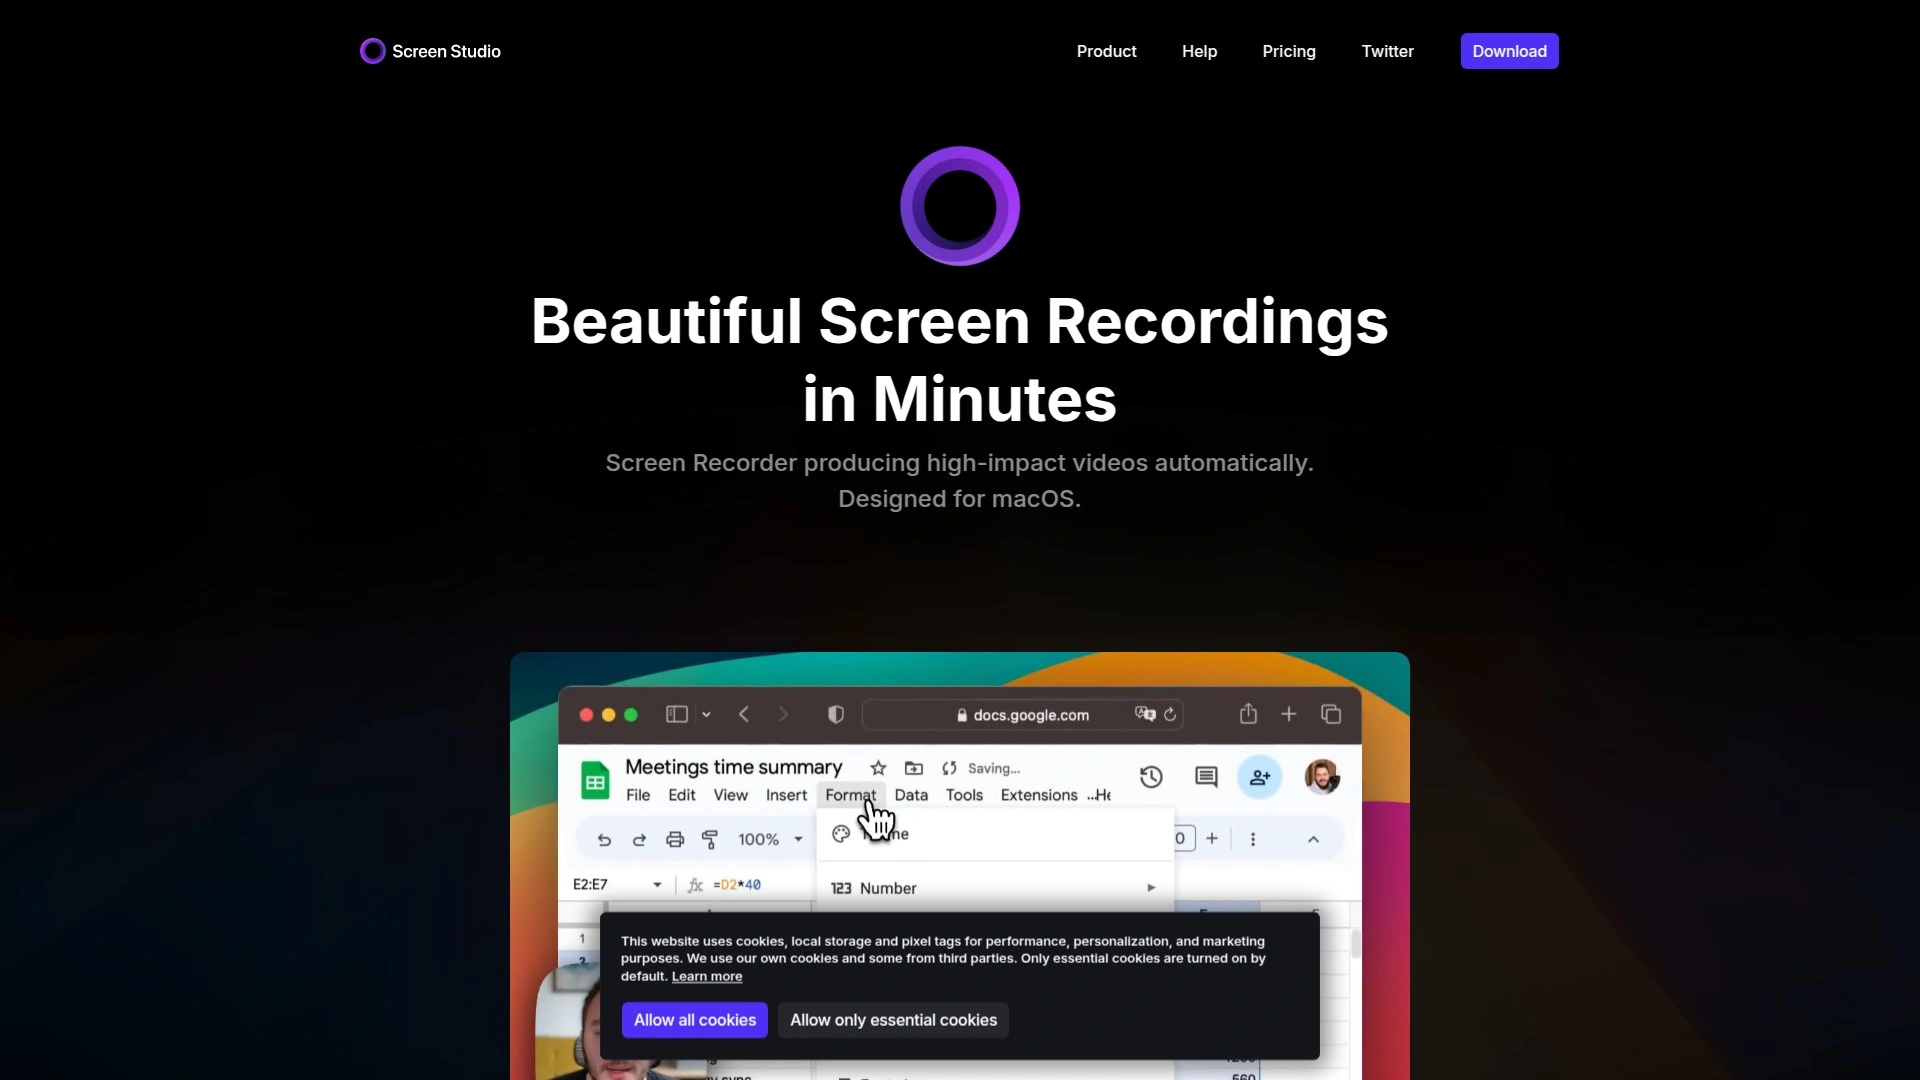 Screen Studio
Product
Help
Pricing
Twitter
Download
Beautiful Screen Recordings
in Minutes
Screen Recorder producing high-impact videos automatically.
Designed for macOS.
docs.google.com
Meetings time summary
Saving...
File Edit View Insert Format Data Tools Extensions ...He
100%
E2:E7
fx =D2*40
123 Number
1
2
This website uses cookies, local storage and pixel tags for performance, personalization, and marketing
purposes. We use our own cookies and some from third parties. Only essential cookies are turned on by
default. Learn more
Allow all cookies
Allow only essential cookies
560